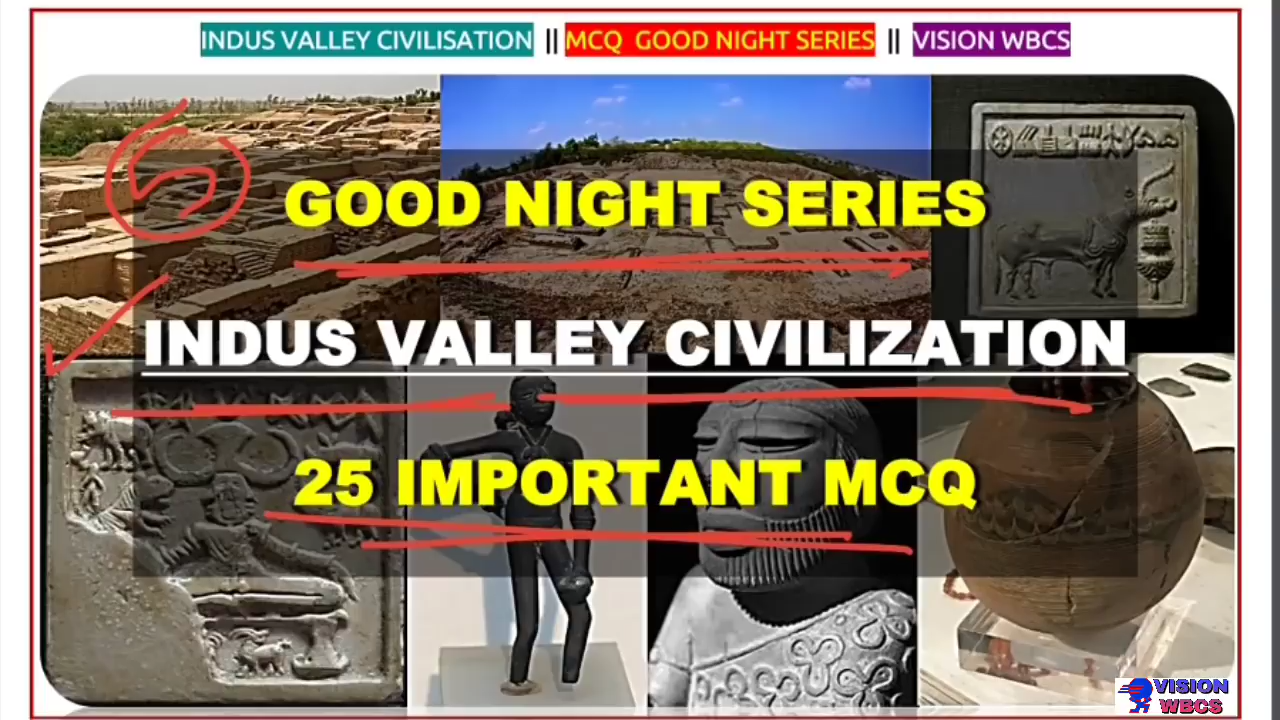 INDUS VALLEY CIVILISATION || MCQ GOOD NIGHT SERIES || VISION WBCS
GOOD NIGHT SERIES
INDUS VALLEY CIVILIZATION
25 IMPORTANT MCQ
VISION
WBCS